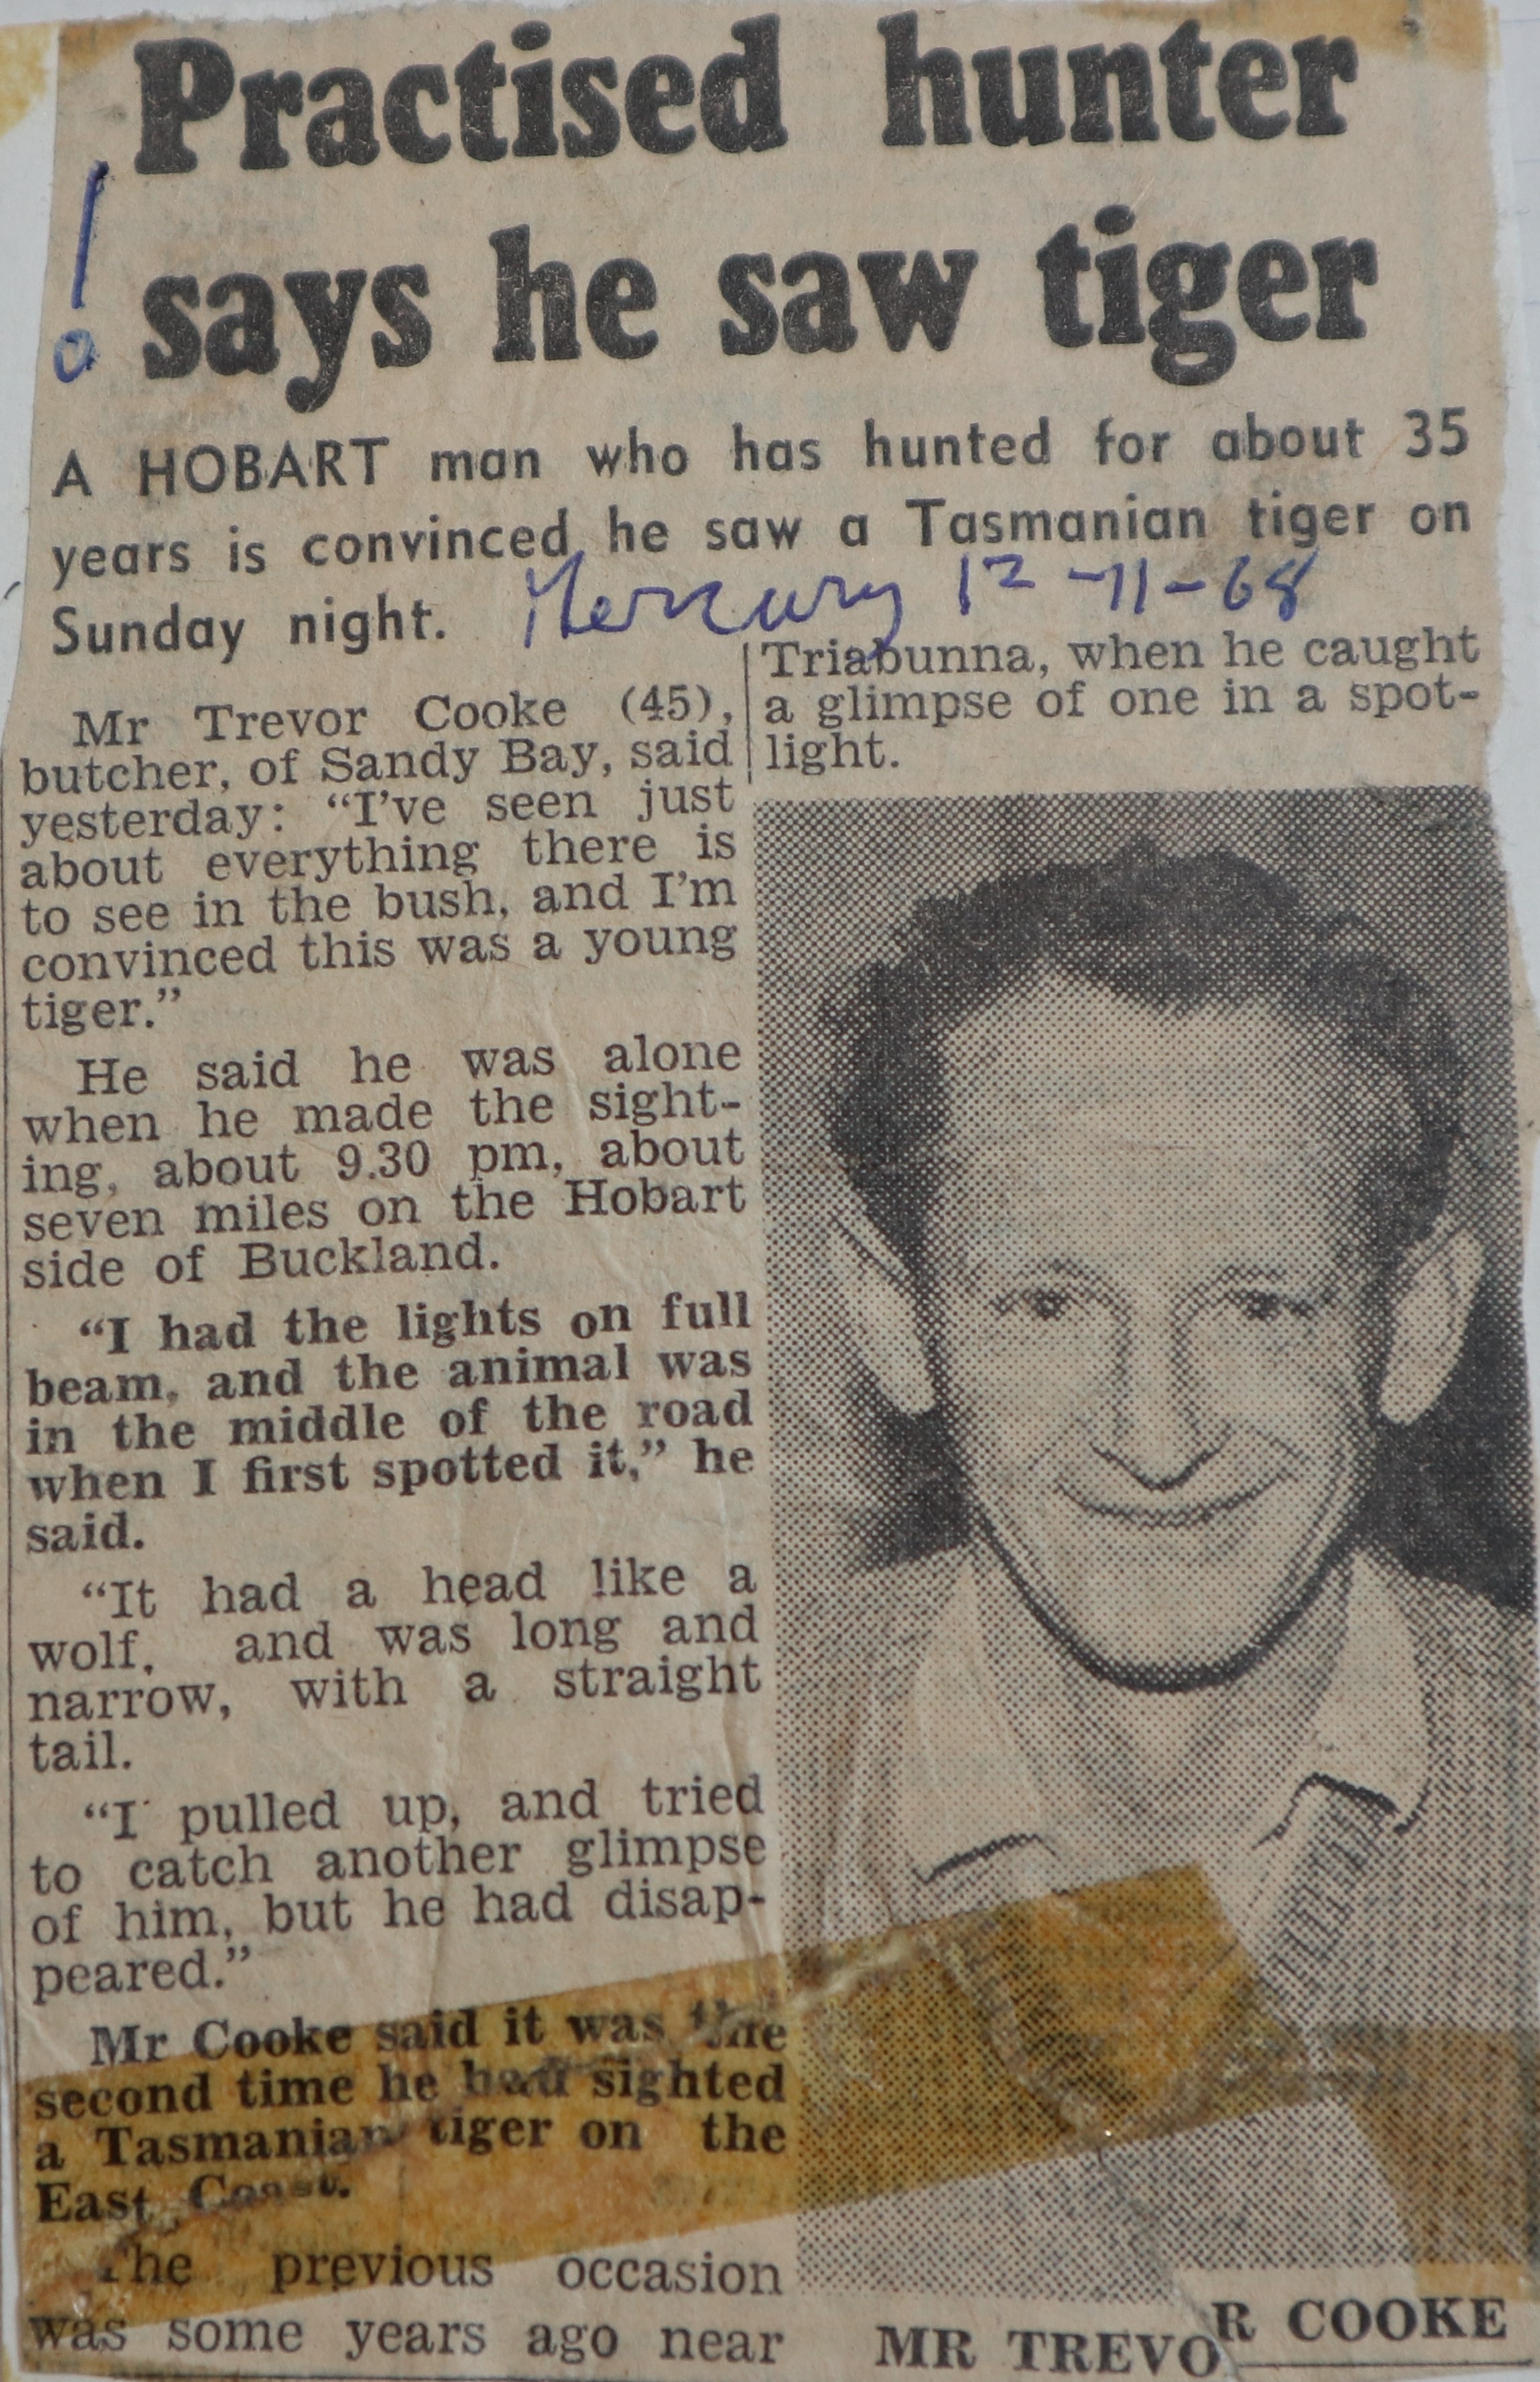 Practised hunter
says he saw tiger
!
A HOBART man who has hunted for about 35
years is convinced he saw a Tasmanian tiger on
Sunday night.
Mercury 12-11-68
Mr Trevor Cooke (45),
butcher, of Sandy Bay, said
yesterday: “I’ve seen just
about everything there is
to see in the bush, and I’m
convinced this was a young
tiger.”
He said he was alone
when he made the sight-
ing, about 9.30 pm, about
seven miles on the Hobart
side of Buckland.
“I had the lights on full
beam, and the animal was
in the middle of the road
when I first spotted it,” he
said.
“It had a head like a
wolf, and was long and
narrow, with a straight
tail.
“I pulled up, and tried
to catch another glimpse
of him, but he had disap-
peared.”
Mr Cooke said it was the
second time he had sighted
a Tasmanian tiger on the
East Coast.
The previous occasion
was some years ago near
Triabunna, when he caught
a glimpse of one in a spot-
light.
MR TREVOR COOKE